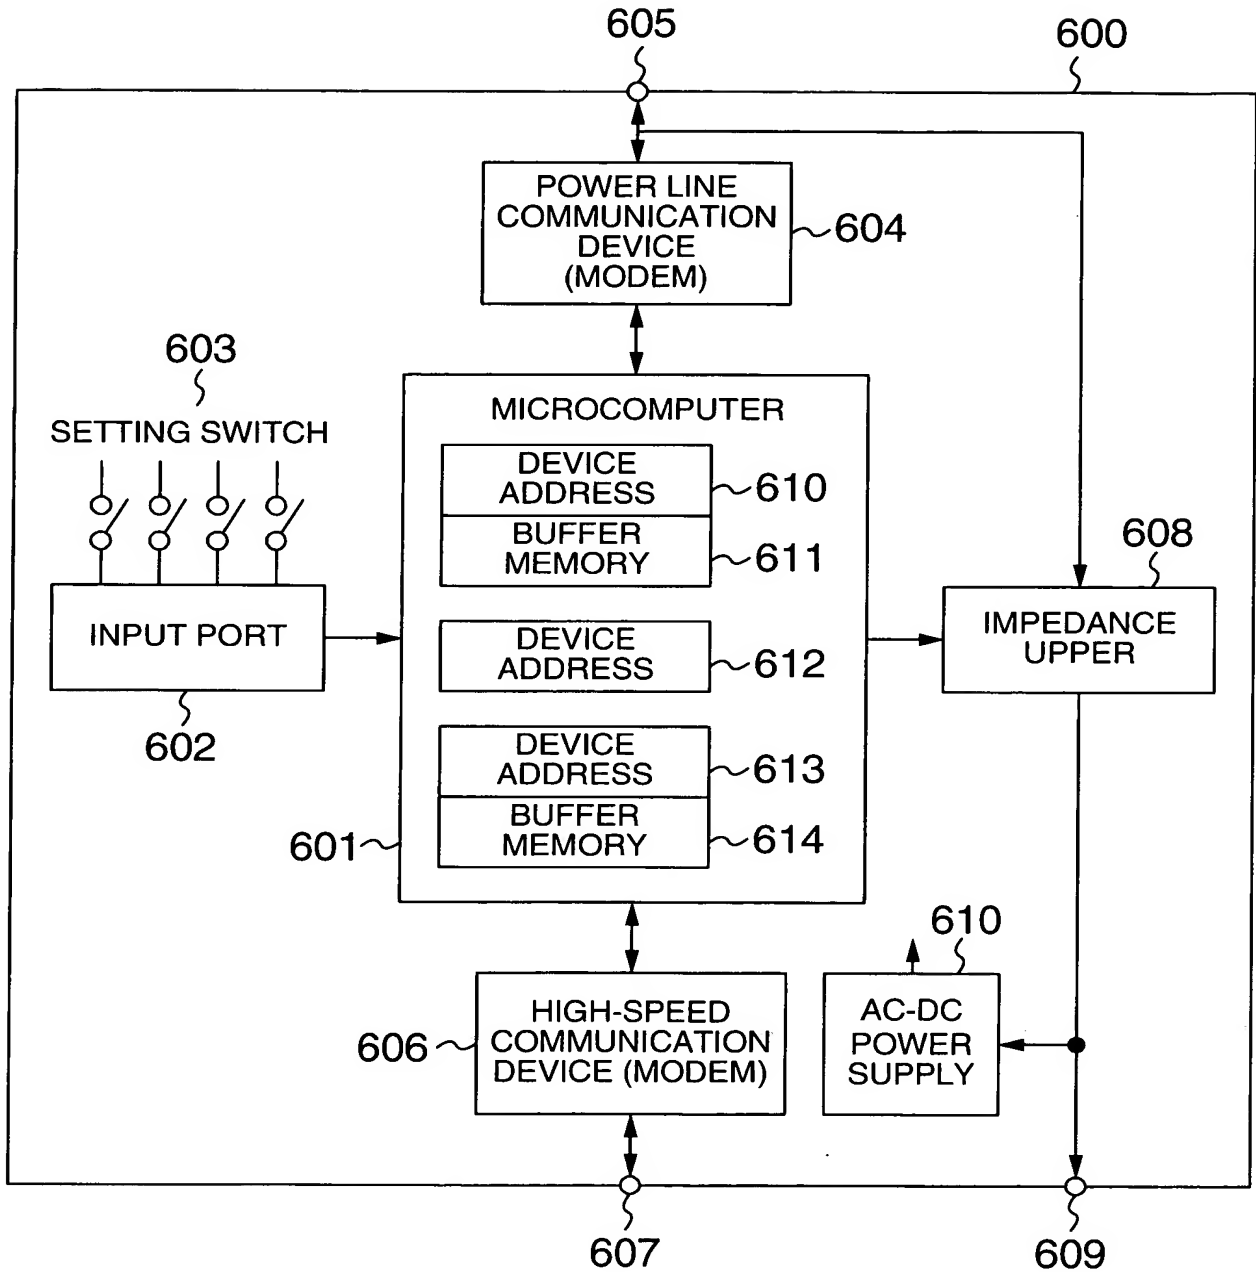 605
600
POWER LINE
COMMUNICATION
DEVICE
(MODEM)
604
603
SETTING SWITCH
MICROCOMPUTER
DEVICE
ADDRESS
610
BUFFER
MEMORY
611
608
INPUT PORT
DEVICE
ADDRESS
612
IMPEDANCE
UPPER
602
DEVICE
ADDRESS
613
BUFFER
MEMORY
614
601
610
HIGH-SPEED
COMMUNICATION
DEVICE (MODEM)
606
AC-DC
POWER
SUPPLY
607
609